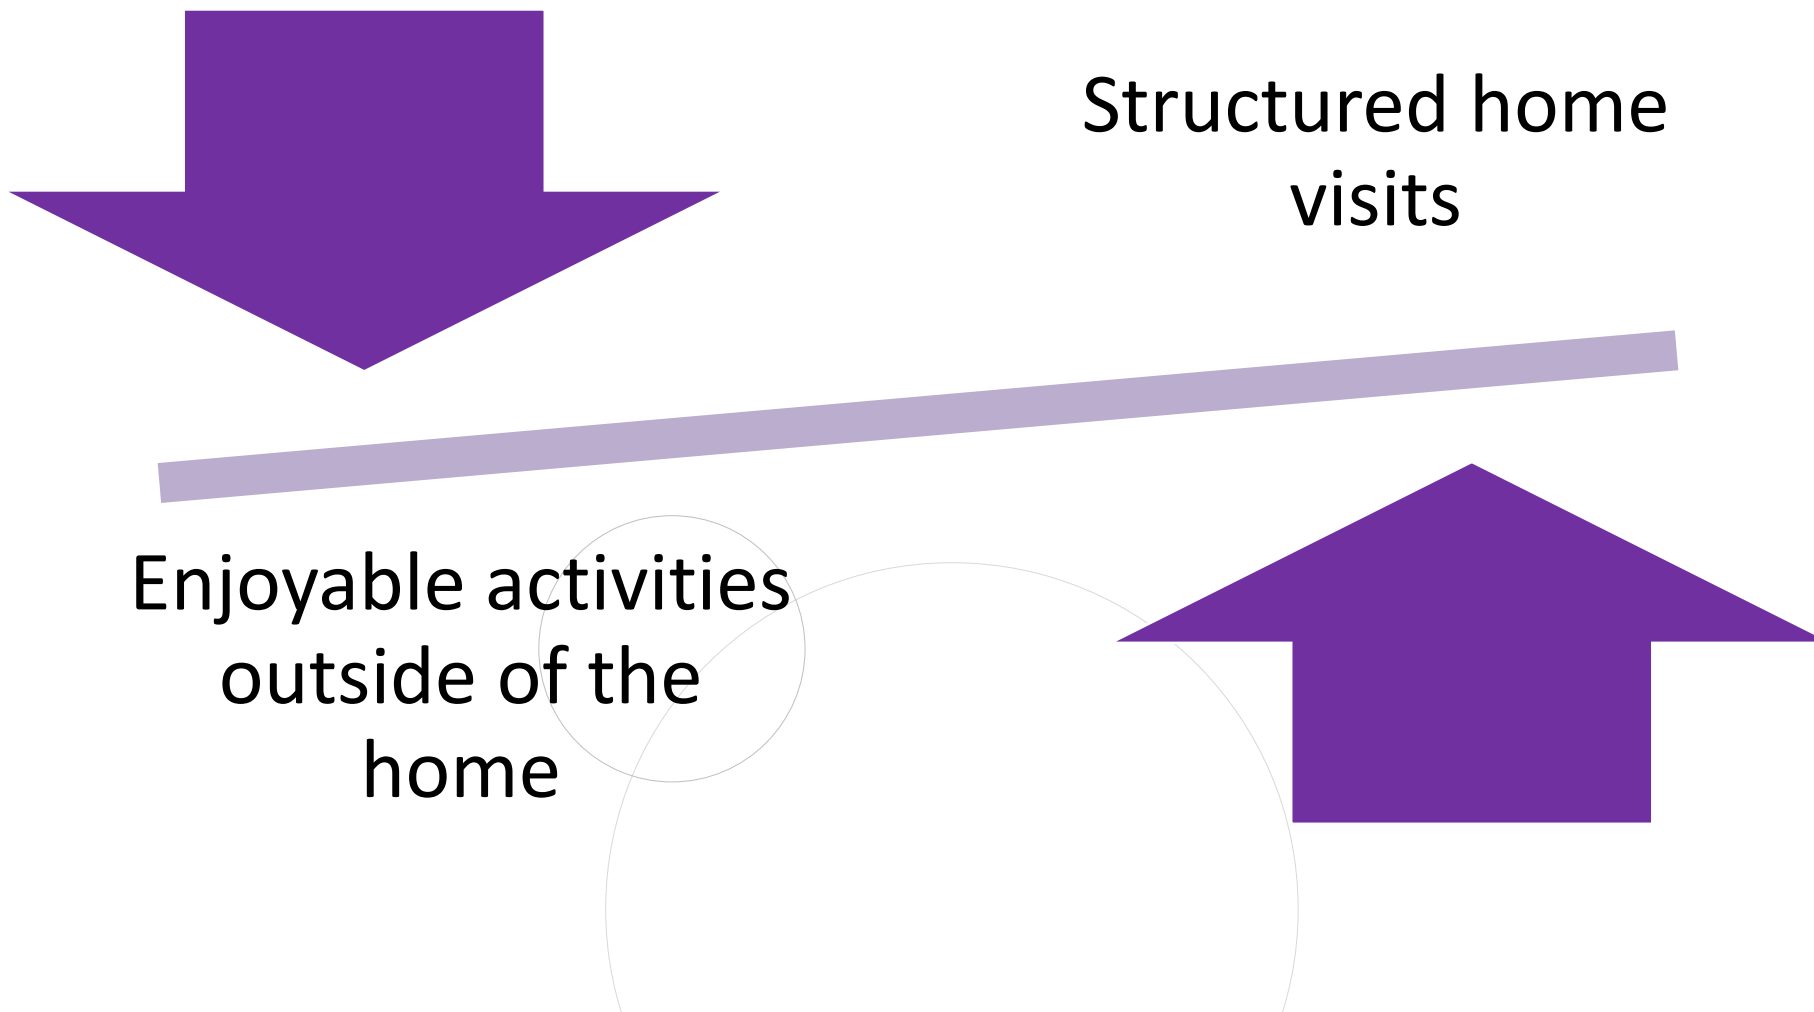 Structured home
visits
Enjoyable activities
outside of the
home